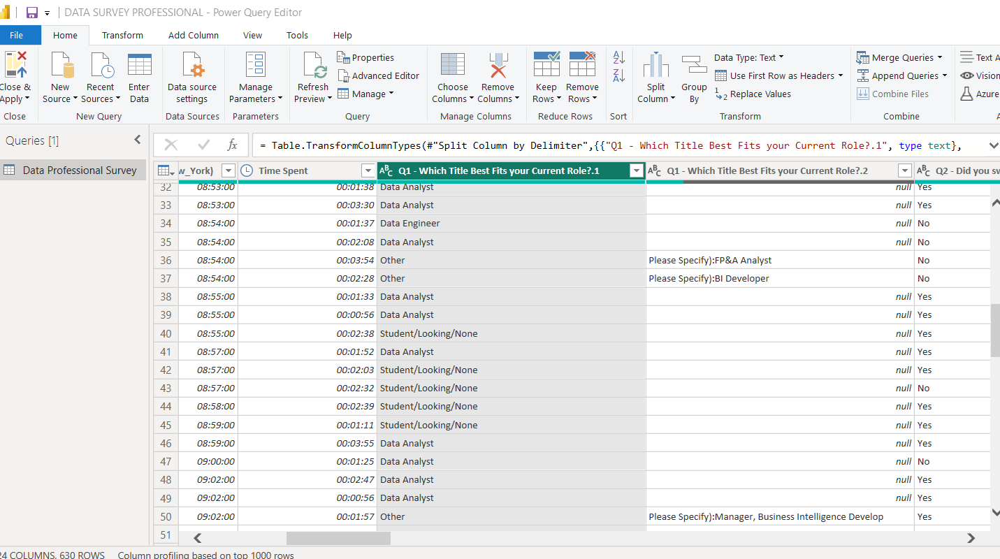 DATA SURVEY PROFESSIONAL - Power Query Editor
File Home Transform Add Column View Tools Help
Close & Apply
New Source
Recent Sources
Enter Data
Data source settings
Manage Parameters
Refresh Preview
Properties
Advanced Editor
Manage
Choose Columns
Remove Columns
Keep Rows
Remove Rows
A
Z
Z
A
Split Column
Group By
Data Type: Text
Use First Row as Headers
1
2 Replace Values
Merge Queries
Append Queries
Combine Files
Text A
Vision
Azure
Close New Query Data Sources Parameters Query Manage Columns Reduce Rows Sort Transform Combine A
Queries [1]
Data Professional Survey
fx = Table.TransformColumnTypes(#"Split Column by Delimiter",{{"Q1 - Which Title Best Fits your Current Role?.1", type text},
w_York) Time Spent ABC Q1 - Which Title Best Fits your Current Role?.1 ABC Q1 - Which Title Best Fits your Current Role?.2 ABC Q2 - Did you sw
32 08:53:00 00:01:38 Data Analyst null Yes
33 08:53:00 00:03:30 Data Analyst null Yes
34 08:54:00 00:01:37 Data Engineer null No
35 08:54:00 00:02:08 Data Analyst null No
36 08:54:00 00:03:54 Other Please Specify):FP&A Analyst No
37 08:54:00 00:02:28 Other Please Specify):BI Developer No
38 08:55:00 00:01:33 Data Analyst null Yes
39 08:55:00 00:00:56 Data Analyst null Yes
40 08:55:00 00:02:38 Student/Looking/None null Yes
41 08:57:00 00:01:52 Data Analyst null Yes
42 08:57:00 00:02:03 Student/Looking/None null Yes
43 08:57:00 00:02:32 Student/Looking/None null No
44 08:58:00 00:02:39 Student/Looking/None null Yes
45 08:59:00 00:01:11 Student/Looking/None null Yes
46 08:59:00 00:03:55 Data Analyst null Yes
47 09:00:00 00:01:25 Data Analyst null No
48 09:02:00 00:02:47 Data Analyst null Yes
49 09:02:00 00:00:56 Data Analyst null Yes
50 09:02:00 00:01:57 Other Please Specify):Manager, Business Intelligence Develop Yes
51
24 COLUMNS, 630 ROWS Column profiling based on top 1000 rows